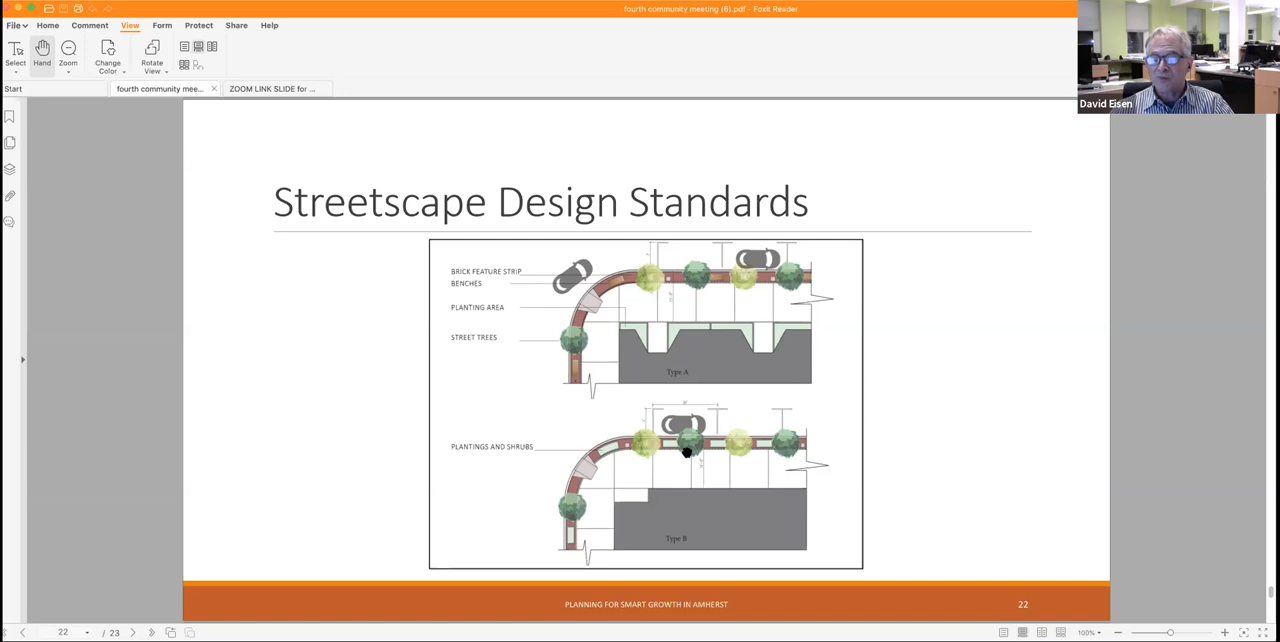 fourth community meeting (6).pdf - Foxit Reader
File Home Comment View Form Protect Share Help
Select Hand Zoom Change Color Rotate View
Start fourth community mee... ZOOM LINK SLIDE for ...
David Eisen
Streetscape Design Standards
BRICK FEATURE STRIP
BENCHES
PLANTING AREA
STREET TREES
Type A
PLANTINGS AND SHRUBS
Type B
PLANNING FOR SMART GROWTH IN AMHERST 22
22 / 23 100%